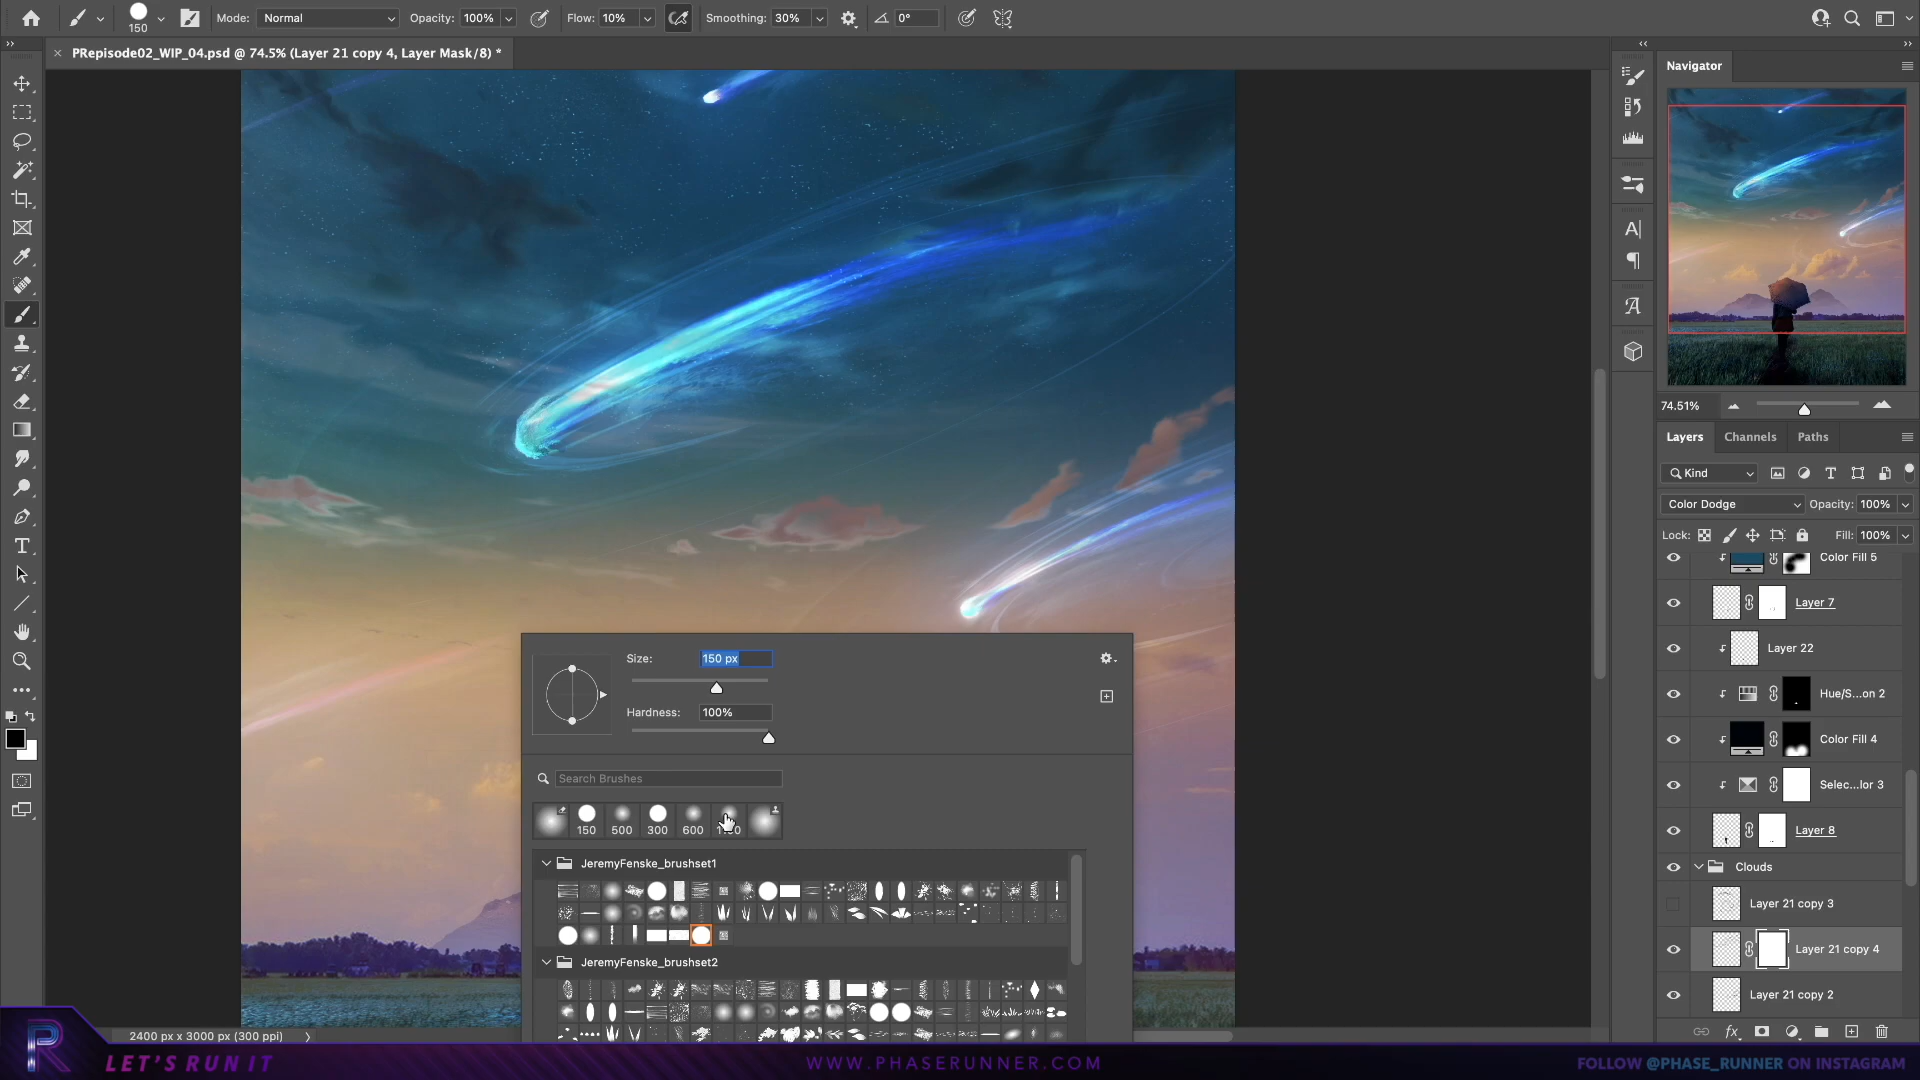 150
Mode: Normal
Opacity: 100%
Flow: 10%
Smoothing: 30%
0°
PRepisode02_WIP_04.psd @ 74.5% (Layer 21 copy 4, Layer Mask/8) *
Navigator
74.51%
Layers Channels Paths
Kind
Color Dodge Opacity: 100%
Lock: Fill: 100%
Color Fill 5
Layer 7
Layer 22
Hue/S...on 2
Color Fill 4
Selec...lor 3
Layer 8
Clouds
Layer 21 copy 3
Layer 21 copy 4
Layer 21 copy 2
Size: 150 px
Hardness: 100%
Search Brushes
150 500 300 600
JeremyFenske_brushset1
JeremyFenske_brushset2
2400 px x 3000 px (300 ppi)
LET'S RUN IT
WWW.PHASERUNNER.COM
FOLLOW @PHASE_RUNNER ON INSTAGRAM